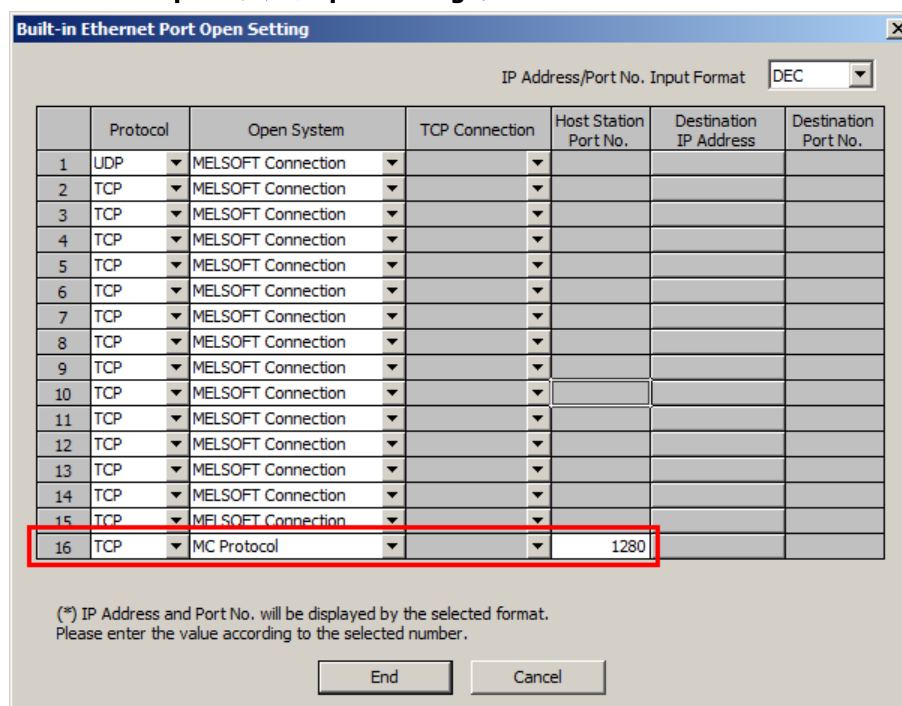 Built-in Ethernet Port Open Setting
IP Address/Port No. Input Format DEC
Protocol Open System TCP Connection Host Station Port No. Destination IP Address Destination Port No.
1 UDP MELSOFT Connection
2 TCP MELSOFT Connection
3 TCP MELSOFT Connection
4 TCP MELSOFT Connection
5 TCP MELSOFT Connection
6 TCP MELSOFT Connection
7 TCP MELSOFT Connection
8 TCP MELSOFT Connection
9 TCP MELSOFT Connection
10 TCP MELSOFT Connection
11 TCP MELSOFT Connection
12 TCP MELSOFT Connection
13 TCP MELSOFT Connection
14 TCP MELSOFT Connection
15 TCP MELSOFT Connection
16 TCP MC Protocol 1280
(*) IP Address and Port No. will be displayed by the selected format.
Please enter the value according to the selected number.
End Cancel